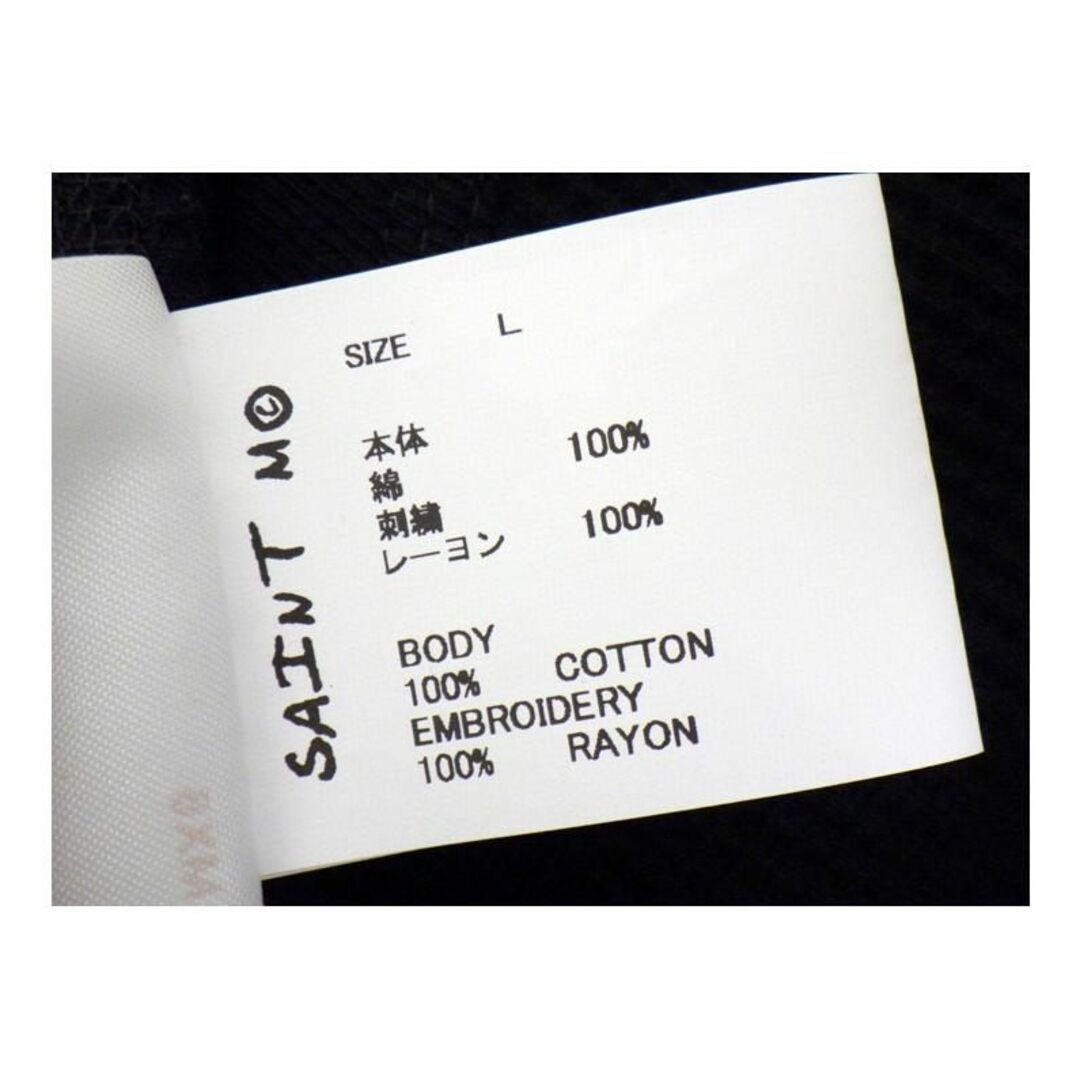 SAINT M
SIZE L
本体 100%
綿
刺繍 100%
レーヨン
BODY
100% COTTON
EMBROIDERY
100% RAYON